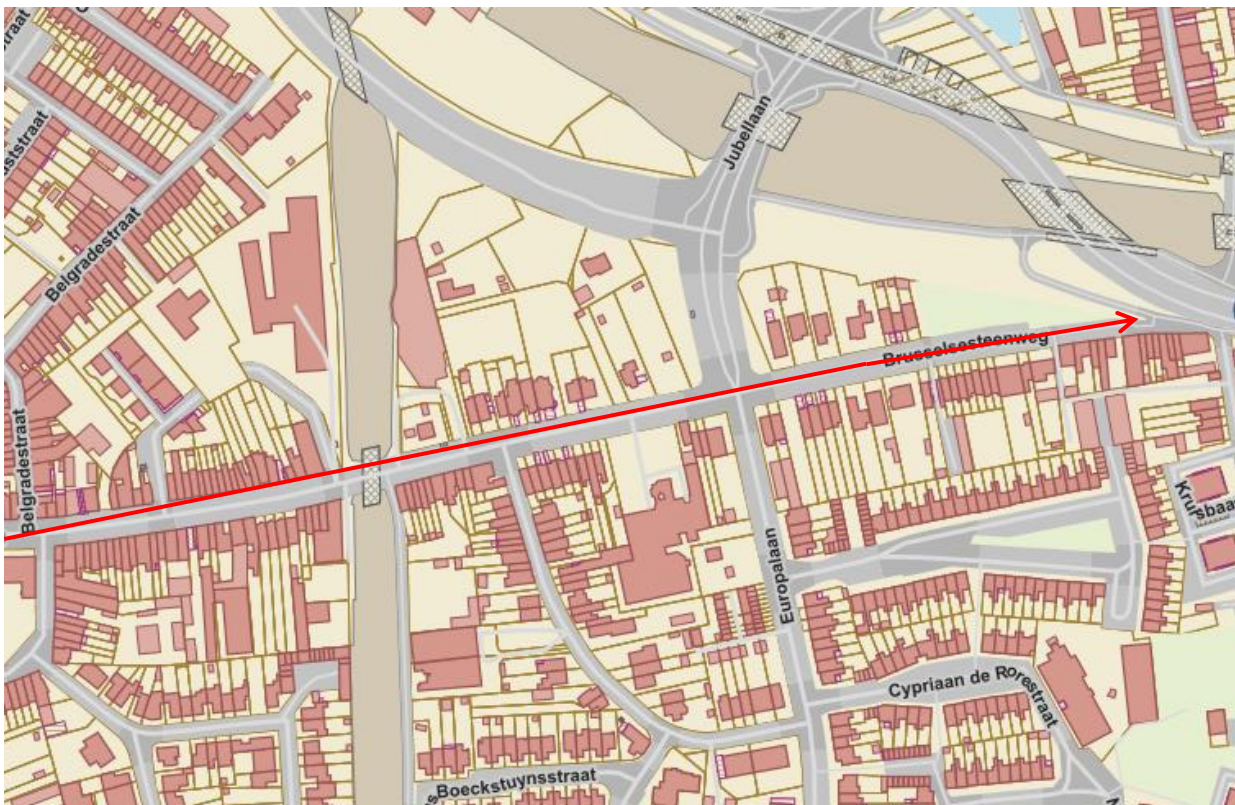 Jubellaan
Belgradestraat
Brusselsesteenweg
Belgradestraat
Europalaan
Cypriaan de Rorestraat
Boeckstuynsstraat